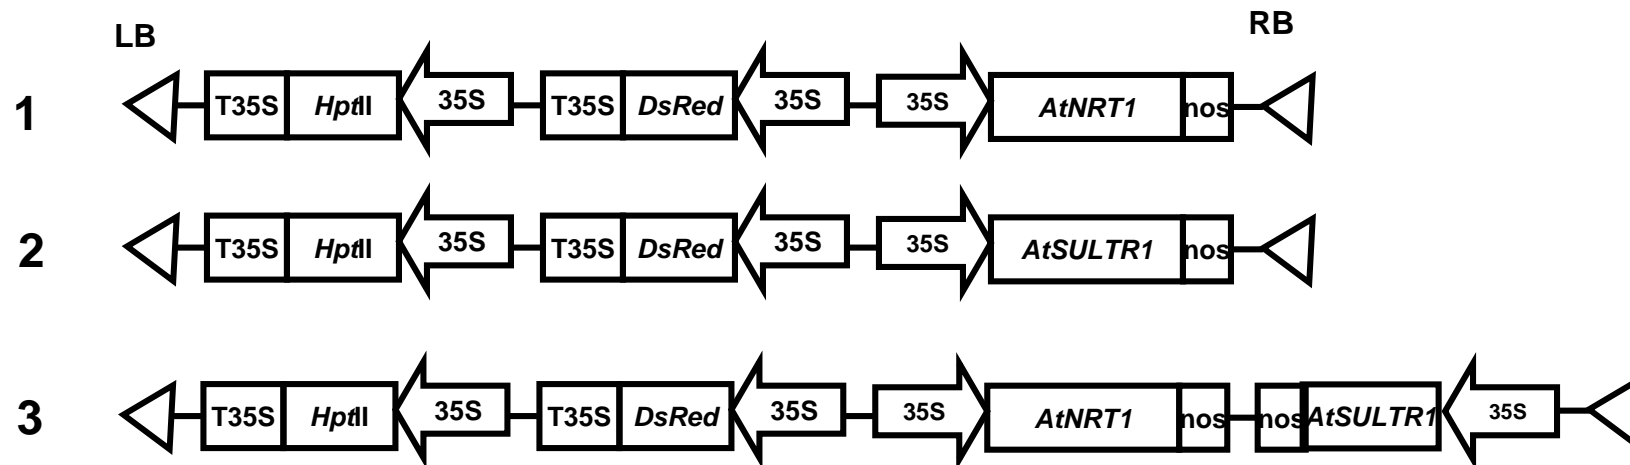 LB RB
1 T35S HptII 35S T35S DsRed 35S 35S AtNRT1 nos
2 T35S HptII 35S T35S DsRed 35S 35S AtSULTR1 nos
3 T35S HptII 35S T35S DsRed 35S 35S AtNRT1 nos nos AtSULTR1 35S